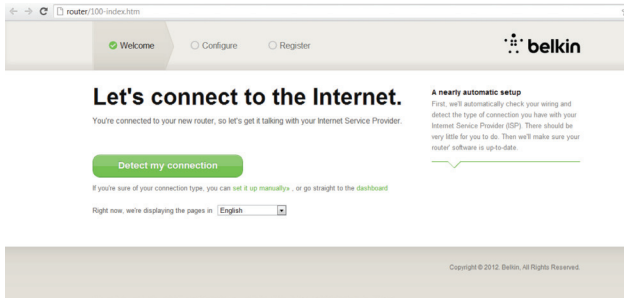 router/100-index.htm
Welcome
Configure
Register
belkin
Let's connect to the Internet.
You're connected to your new router, so let's get it talking with your Internet Service Provider.
Detect my connection
If you're sure of your connection type, you can set it up manually» , or go straight to the dashboard
Right now, we're displaying the pages in English
A nearly automatic setup
First, we'll automatically check your wiring and
detect the type of connection you have with your
Internet Service Provider (ISP). There should be
very little for you to do. Then we'll make sure your
router' software is up-to-date.
Copyright © 2012, Belkin, All Rights Reserved.